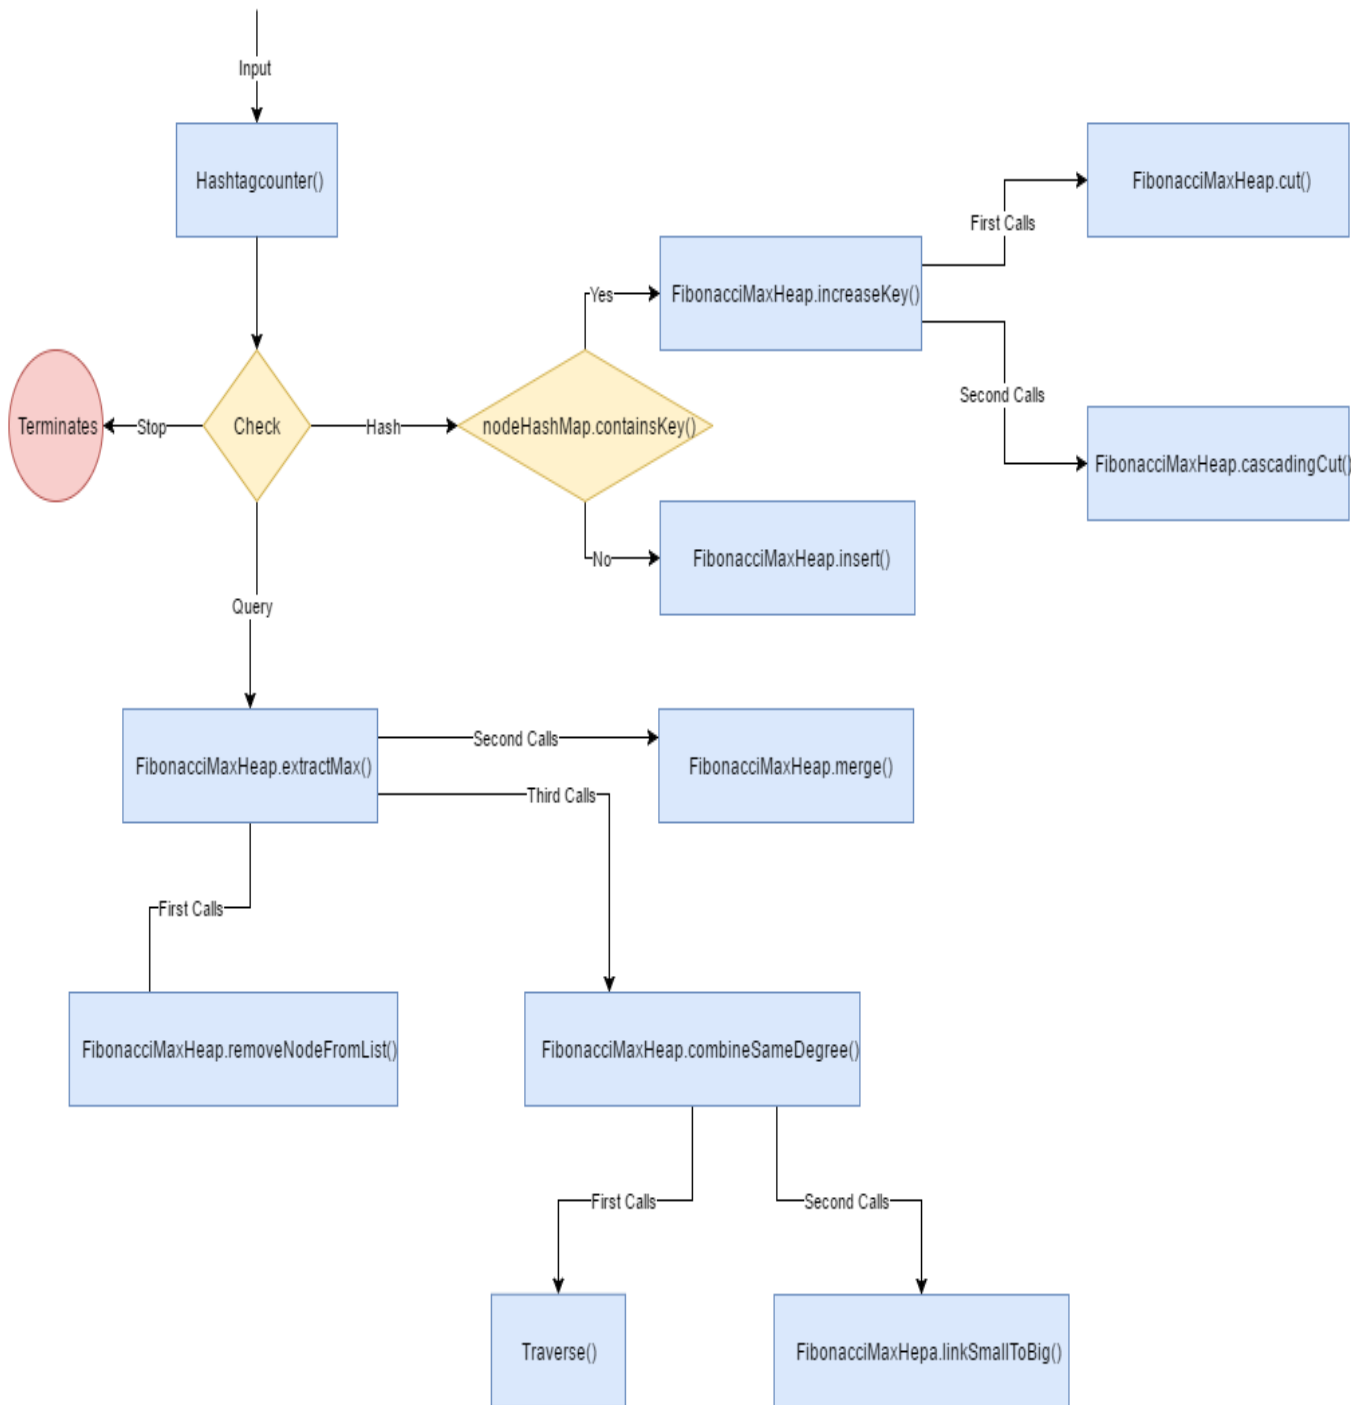 Input
Hashtagcounter()
FibonacciMaxHeap.cut()
First Calls
FibonacciMaxHeap.increaseKey()
Yes
Second Calls
Terminates
Stop
Check
Hash
nodeHashMap.containsKey()
FibonacciMaxHeap.cascadingCut()
No
FibonacciMaxHeap.insert()
Query
FibonacciMaxHeap.extractMax()
Second Calls
FibonacciMaxHeap.merge()
Third Calls
First Calls
FibonacciMaxHeap.removeNodeFromList()
FibonacciMaxHeap.combineSameDegree()
First Calls
Second Calls
Traverse()
FibonacciMaxHepa.linkSmallToBig()